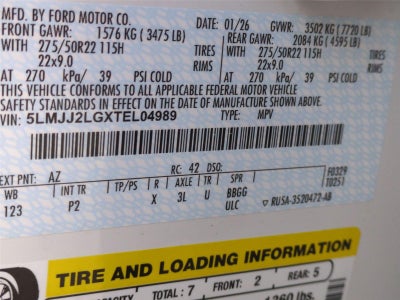 MFD. BY FORD MOTOR CO. 01/26 GVWR: 3502 KG (7720 LB)
FRONT GAWR: 1576 KG (3475 LB) REAR GAWR: 2084 KG (4595 LB)
WITH 275/50R22 115H TIRES WITH 275/50R22 115H TIRES
22x9.0 RIMS 22x9.0 RIMS
AT 270 kPa/ 39 PSI COLD AT 270 kPa/ 39 PSI COLD
THIS VEHICLE CONFORMS TO ALL APPLICABLE FEDERAL MOTOR VEHICLE
SAFETY STANDARDS IN EFFECT ON THE DATE OF MANUFACTURE SHOWN ABOVE.
VIN: 5LMJJ2LGXTEL04989 TYPE: MPV
EXT PNT: AZ RC: 42 DSO: F0329
WB INT TR TP/PS R AXLE TR S T0251
123 P2 X 3L U BBGG
ULC RU5A-3520472-AB
TIRE AND LOADING INFORMATION
TOTAL: 7 FRONT: 2 REAR: 5